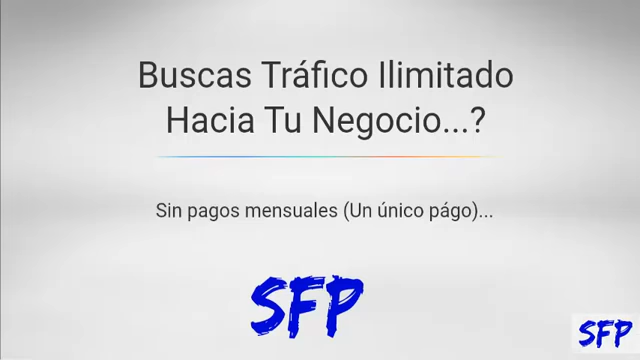 Buscas Tráfico Ilimitado
Hacia Tu Negocio...?
Sin pagos mensuales (Un único págo)...
SFP
SFP